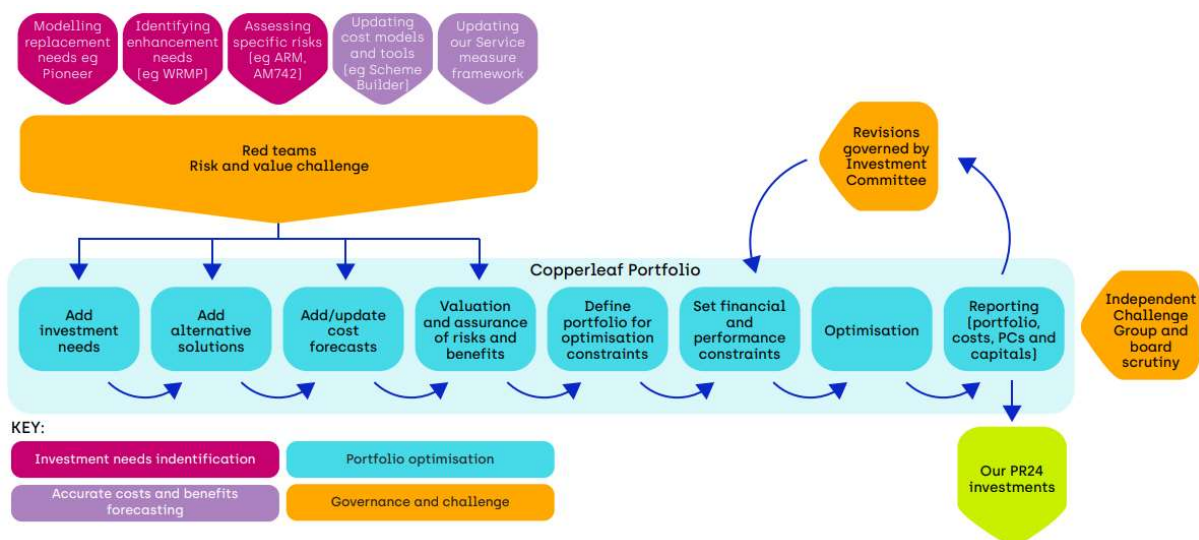 Modelling
replacement
needs eg
Pioneer
Identifying
enhancement
needs
[eg WRMP]
Assessing
specific risks
[eg ARM,
AM742]
Updating
cost models
and tools
[eg Scheme
Builder]
Updating
our Service
measure
framework
Red teams
Risk and value challenge
Revisions
governed by
Investment
Committee
Copperleaf Portfolio
Add
investment
needs
Add
alternative
solutions
Add/update
cost
forecasts
Valuation
and assurance
of risks and
benefits
Define
portfolio for
optimisation
constraints
Set financial
and
performance
constraints
Optimisation
Reporting
[portfolio,
costs, PCs and
capitals]
Independent
Challenge
Group and
board
scrutiny
KEY:
Investment needs indentification
Portfolio optimisation
Accurate costs and benefits
forecasting
Governance and challenge
Our PR24
investments